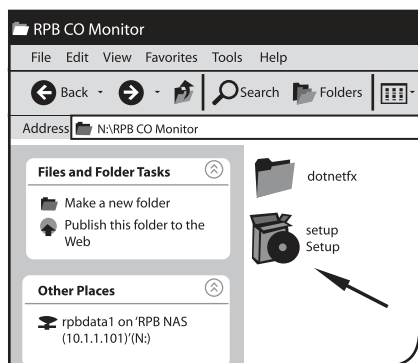 RPB CO Monitor
File Edit View Favorites Tools Help
Back Search Folders
Address N:\RPB CO Monitor
Files and Folder Tasks
Make a new folder
Publish this folder to the
Web
Other Places
rpbdata1 on ‘RPB NAS
(10.1.1.101)’(N:)
dotnetfx
setup
Setup